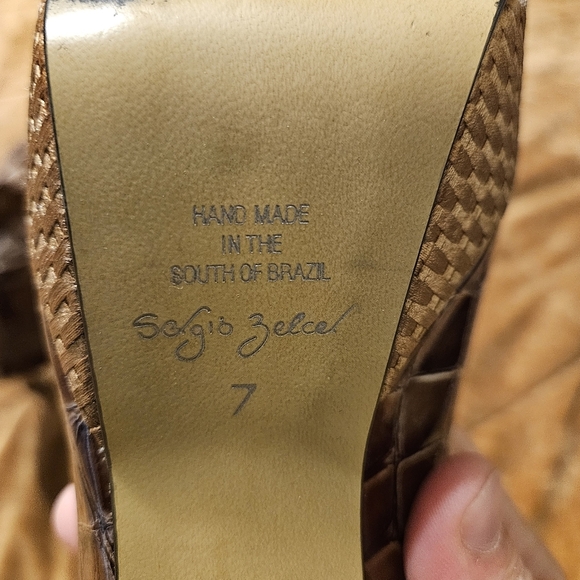 HAND MADE
IN THE
SOUTH OF BRAZIL
Sergio Zelcer
7